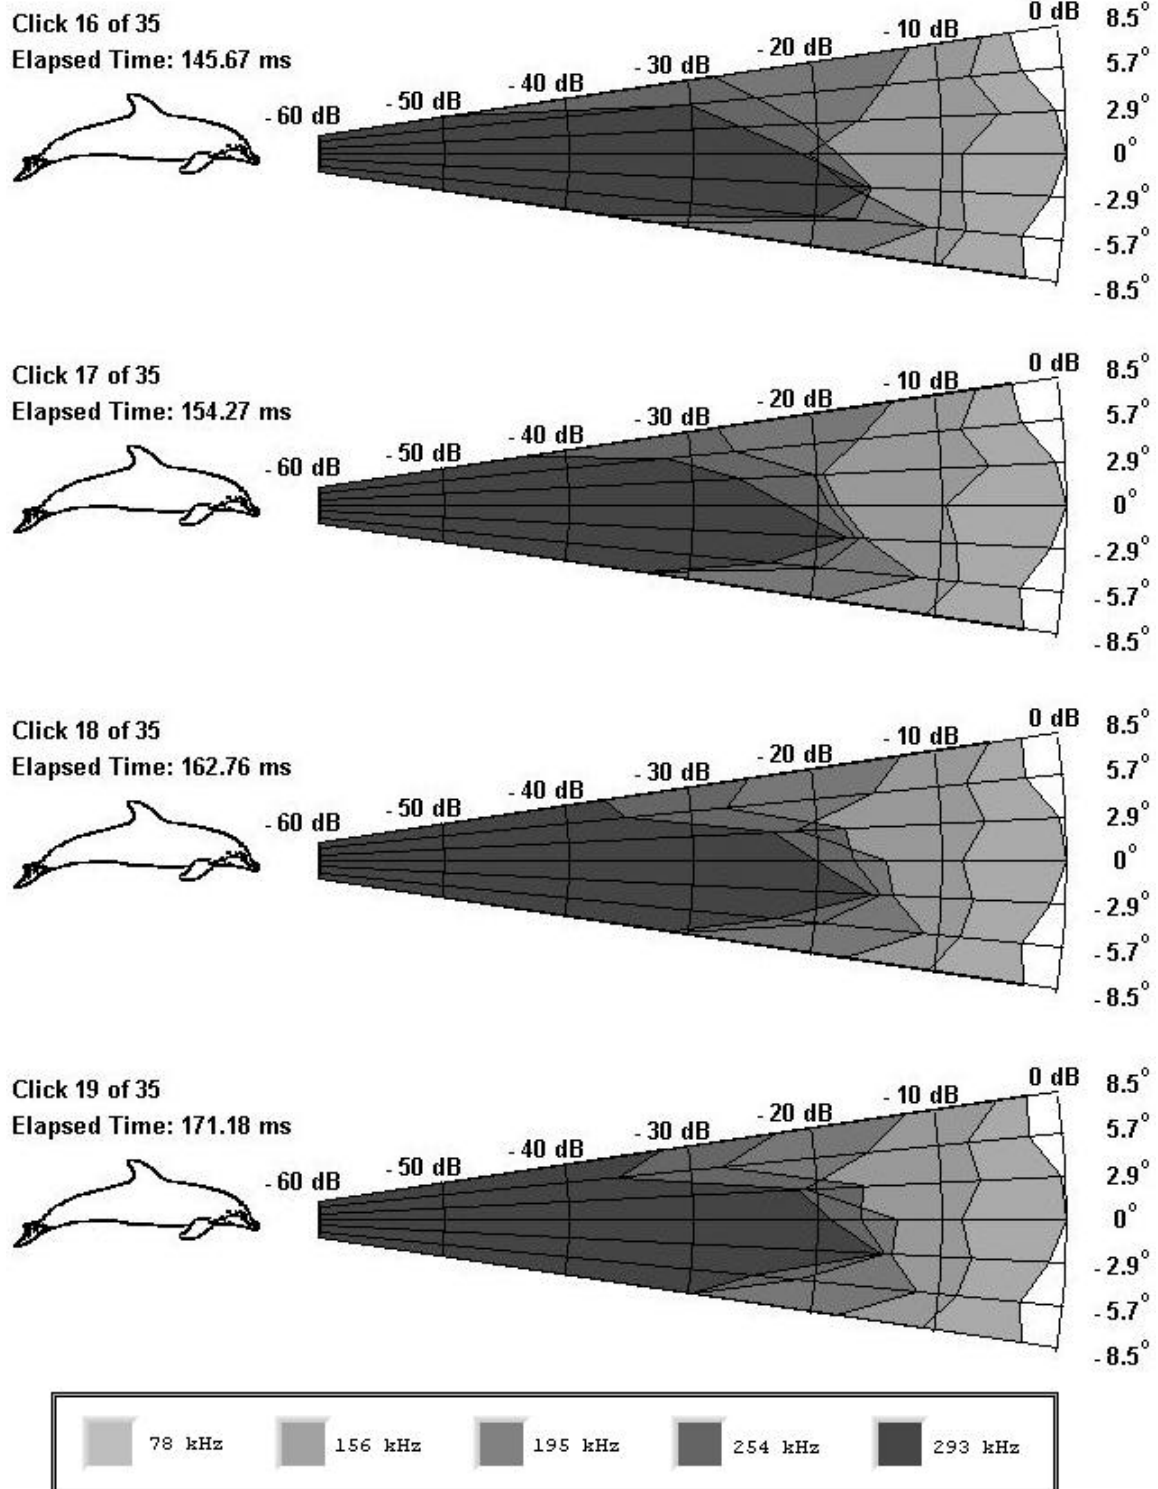 Click 16 of 35
Elapsed Time: 145.67 ms
- 60 dB
- 50 dB
- 40 dB
- 30 dB
- 20 dB
- 10 dB
0 dB
8.5°
5.7°
2.9°
0°
- 2.9°
- 5.7°
- 8.5°
Click 17 of 35
Elapsed Time: 154.27 ms
- 60 dB
- 50 dB
- 40 dB
- 30 dB
- 20 dB
- 10 dB
0 dB
8.5°
5.7°
2.9°
0°
- 2.9°
- 5.7°
- 8.5°
Click 18 of 35
Elapsed Time: 162.76 ms
- 60 dB
- 50 dB
- 40 dB
- 30 dB
- 20 dB
- 10 dB
0 dB
8.5°
5.7°
2.9°
0°
- 2.9°
- 5.7°
- 8.5°
Click 19 of 35
Elapsed Time: 171.18 ms
- 60 dB
- 50 dB
- 40 dB
- 30 dB
- 20 dB
- 10 dB
0 dB
8.5°
5.7°
2.9°
0°
- 2.9°
- 5.7°
- 8.5°
78 kHz 156 kHz 195 kHz 254 kHz 293 kHz